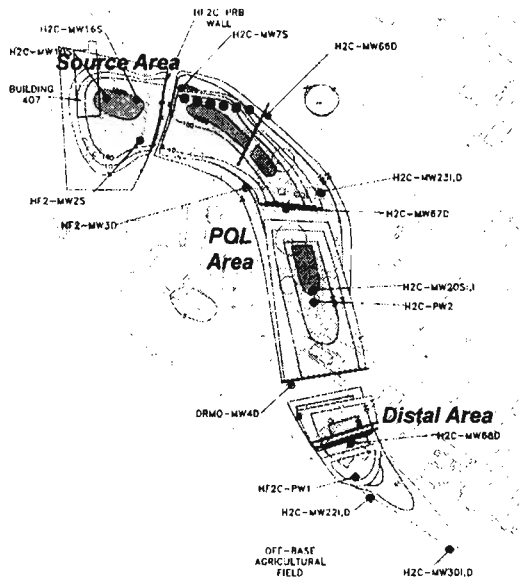 HF2C-PRB
WALL
H2C-MW16S
H2C-MW7S
H2C-MW66D
Source Area
BUILDING
407
HF2-MW2S
HF2-MW3D
H2C-MW23I,D
H2C-MW67D
POL
Area
H2C-MW20S,I
H2C-PW2
DRMO-MW4D
Distal Area
H2C-MW68D
HF2C-PW1
H2C-MW22I,D
OFF-BASE
AGRICULTURAL
FIELD
H2C-MW30I,D